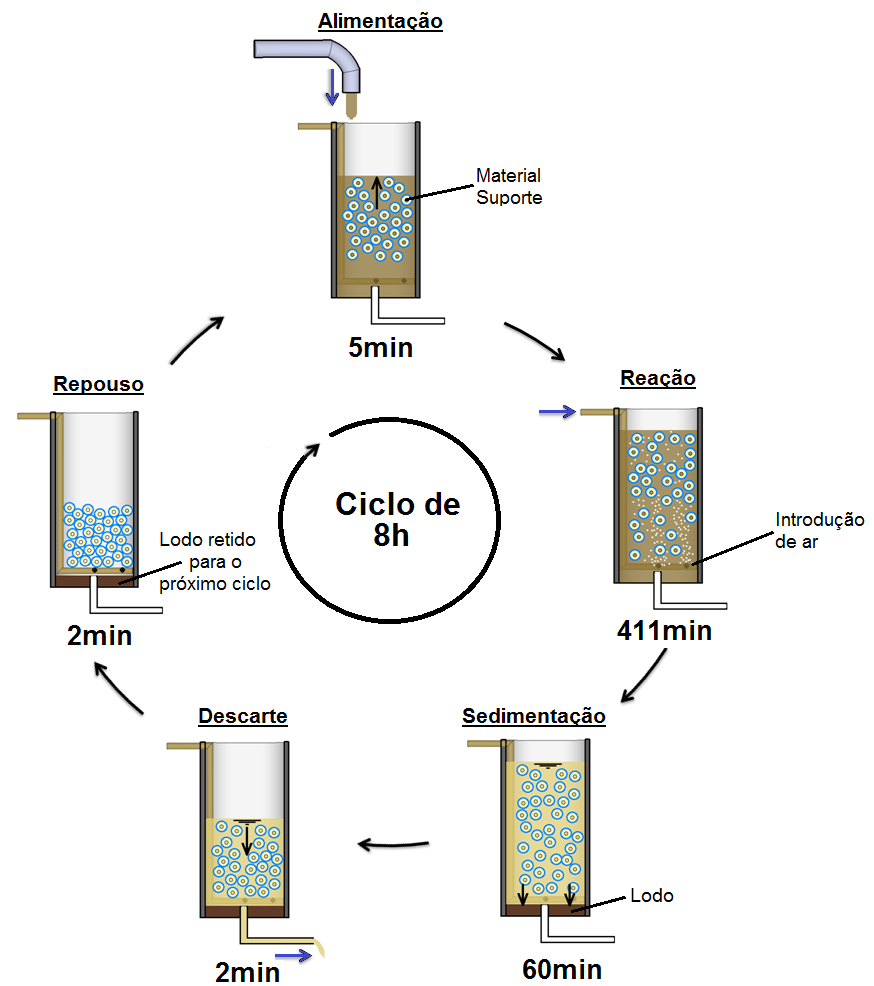 Alimentação
Material
Suporte
5min
Reação
Introdução
de ar
411min
Sedimentação
Lodo
60min
Descarte
2min
Repouso
Lodo retido
para o
próximo ciclo
2min
Ciclo de
8h